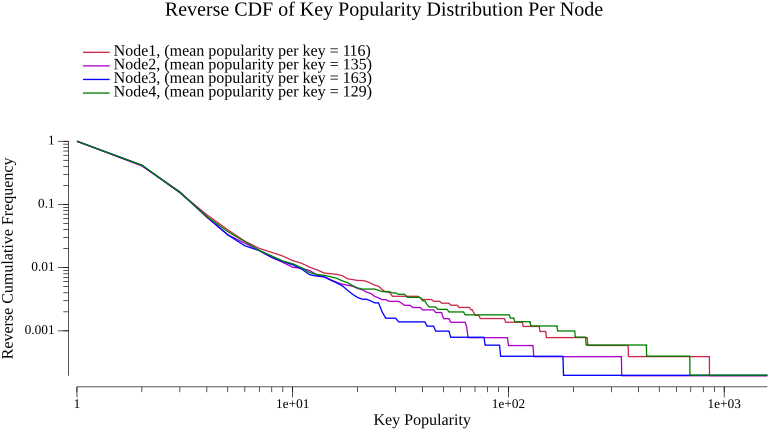 Reverse CDF of Key Popularity Distribution Per Node
Node1, (mean popularity per key = 116)
Node2, (mean popularity per key = 135)
Node3, (mean popularity per key = 163)
Node4, (mean popularity per key = 129)
Reverse Cumulative Frequency
1
0.1
0.01
0.001
1 1e+01 1e+02 1e+03
Key Popularity